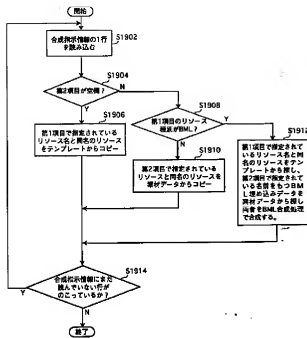 開始
S1902
合成指示情報の1行
を読み込む
S1904
第2項目が空欄?
Y
N
S1906
第1項目で指定されている
リソース名と同名のリソース
をテンプレートからコピー
S1908
第1項目のリソース
種別がBML?
Y
N
S1910
第2項目で指定されている
リソースと同名のリソースを
素材データからコピー
S1912
第1項目で指定されて
いるリソース名と同
名のリソースをテンプ
レートから探し、第2
項目で指定されて
いる名前をもつBML
埋め込みデータを
素材データから探し
両者をBML合成処理
で合成する。
S1914
合成指示情報にまだ
読んでいない行が
のこっているか?
Y
N
終了